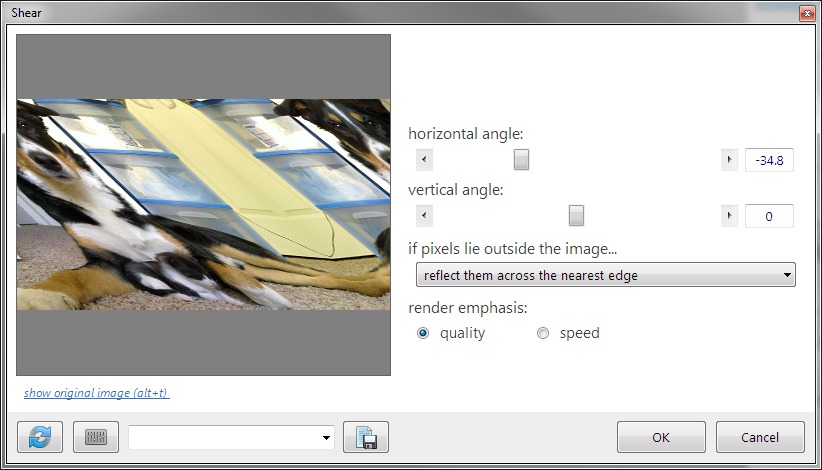 Shear
horizontal angle:
-34.8
vertical angle:
0
if pixels lie outside the image...
reflect them across the nearest edge
render emphasis:
quality speed
show original image (alt+t)
OK Cancel